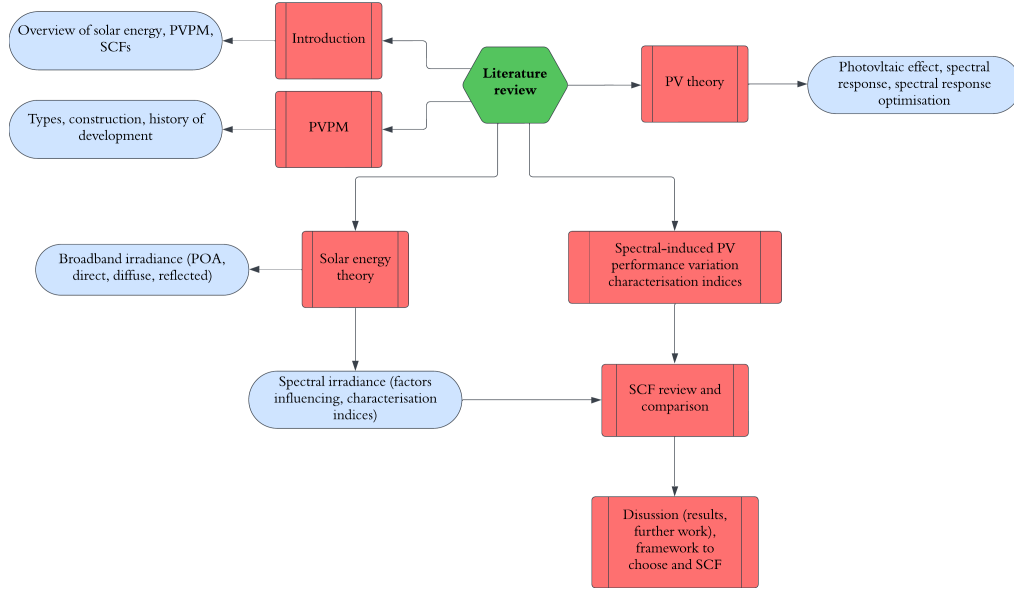 Overview of solar energy, PVPM,
SCFs
Introduction
Literature
review
PV theory
Photovltaic effect, spectral
response, spectral response
optimisation
Types, construction, history of
development
PVPM
Broadband irradiance (POA,
direct, diffuse, reflected)
Solar energy
theory
Spectral-induced PV
performance variation
characterisation indices
Spectral irradiance (factors
influencing, characterisation
indices)
SCF review and
comparison
Disussion (results,
further work),
framework to
choose and SCF